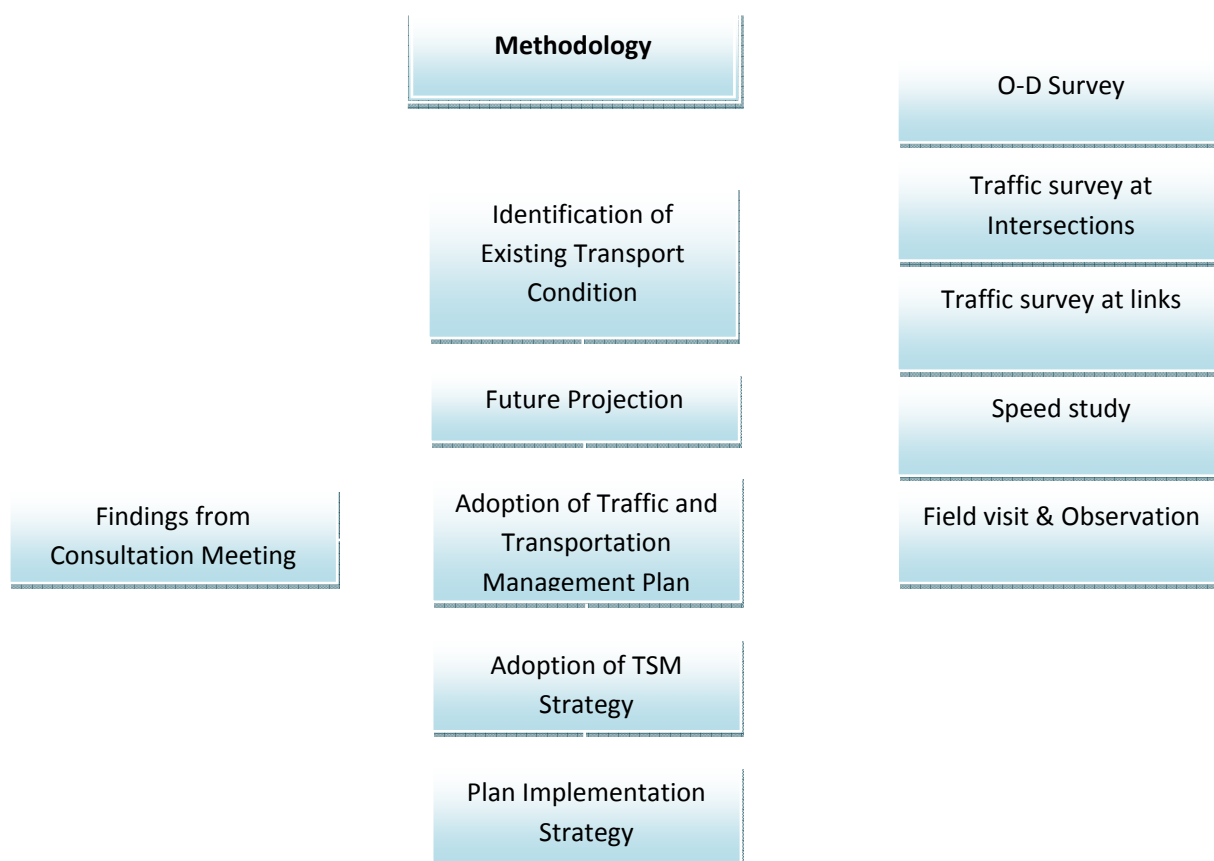 Methodology
O-D Survey
Traffic survey at
Intersections
Identification of
Existing Transport
Condition
Traffic survey at links
Future Projection
Speed study
Findings from
Consultation Meeting
Adoption of Traffic and
Transportation
Management Plan
Field visit & Observation
Adoption of TSM
Strategy
Plan Implementation
Strategy